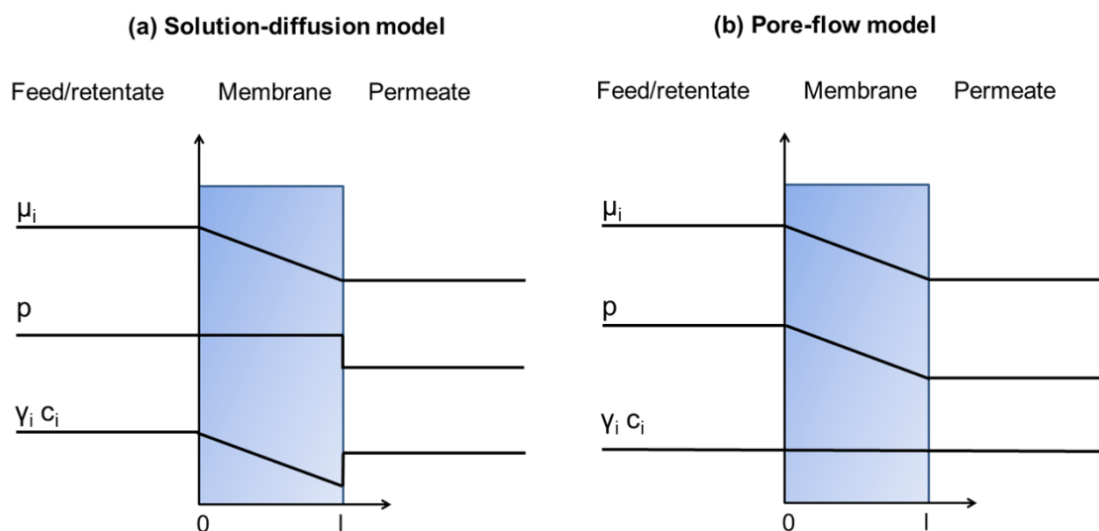 (a) Solution-diffusion model
Feed/retentate Membrane Permeate
μi
p
γi ci
0 l
(b) Pore-flow model
Feed/retentate Membrane Permeate
μi
p
γi ci
0 l